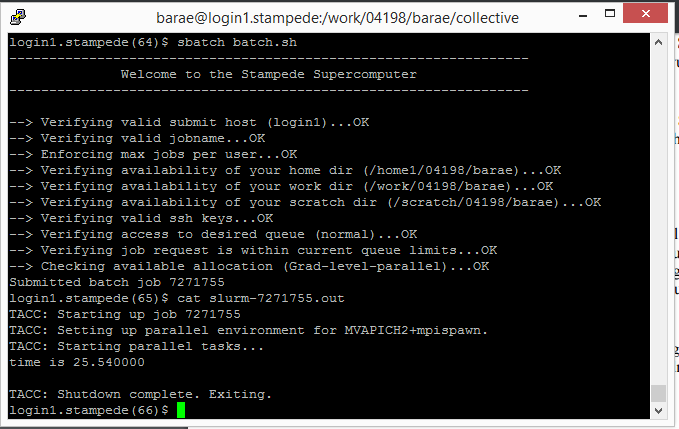 barae@login1.stampede:/work/04198/barae/collective
login1.stampede(64)$ sbatch batch.sh
-----------------------------------------------------------------
Welcome to the Stampede Supercomputer
-----------------------------------------------------------------
--> Verifying valid submit host (login1)...OK
--> Verifying valid jobname...OK
--> Enforcing max jobs per user...OK
--> Verifying availability of your home dir (/home1/04198/barae)...OK
--> Verifying availability of your work dir (/work/04198/barae)...OK
--> Verifying availability of your scratch dir (/scratch/04198/barae)...OK
--> Verifying valid ssh keys...OK
--> Verifying access to desired queue (normal)...OK
--> Verifying job request is within current queue limits...OK
--> Checking available allocation (Grad-level-parallel)...OK
Submitted batch job 7271755
login1.stampede(65)$ cat slurm-7271755.out
TACC: Starting up job 7271755
TACC: Setting up parallel environment for MVAPICH2+mpispawn.
TACC: Starting parallel tasks...
time is 25.540000
TACC: Shutdown complete. Exiting.
login1.stampede(66)$